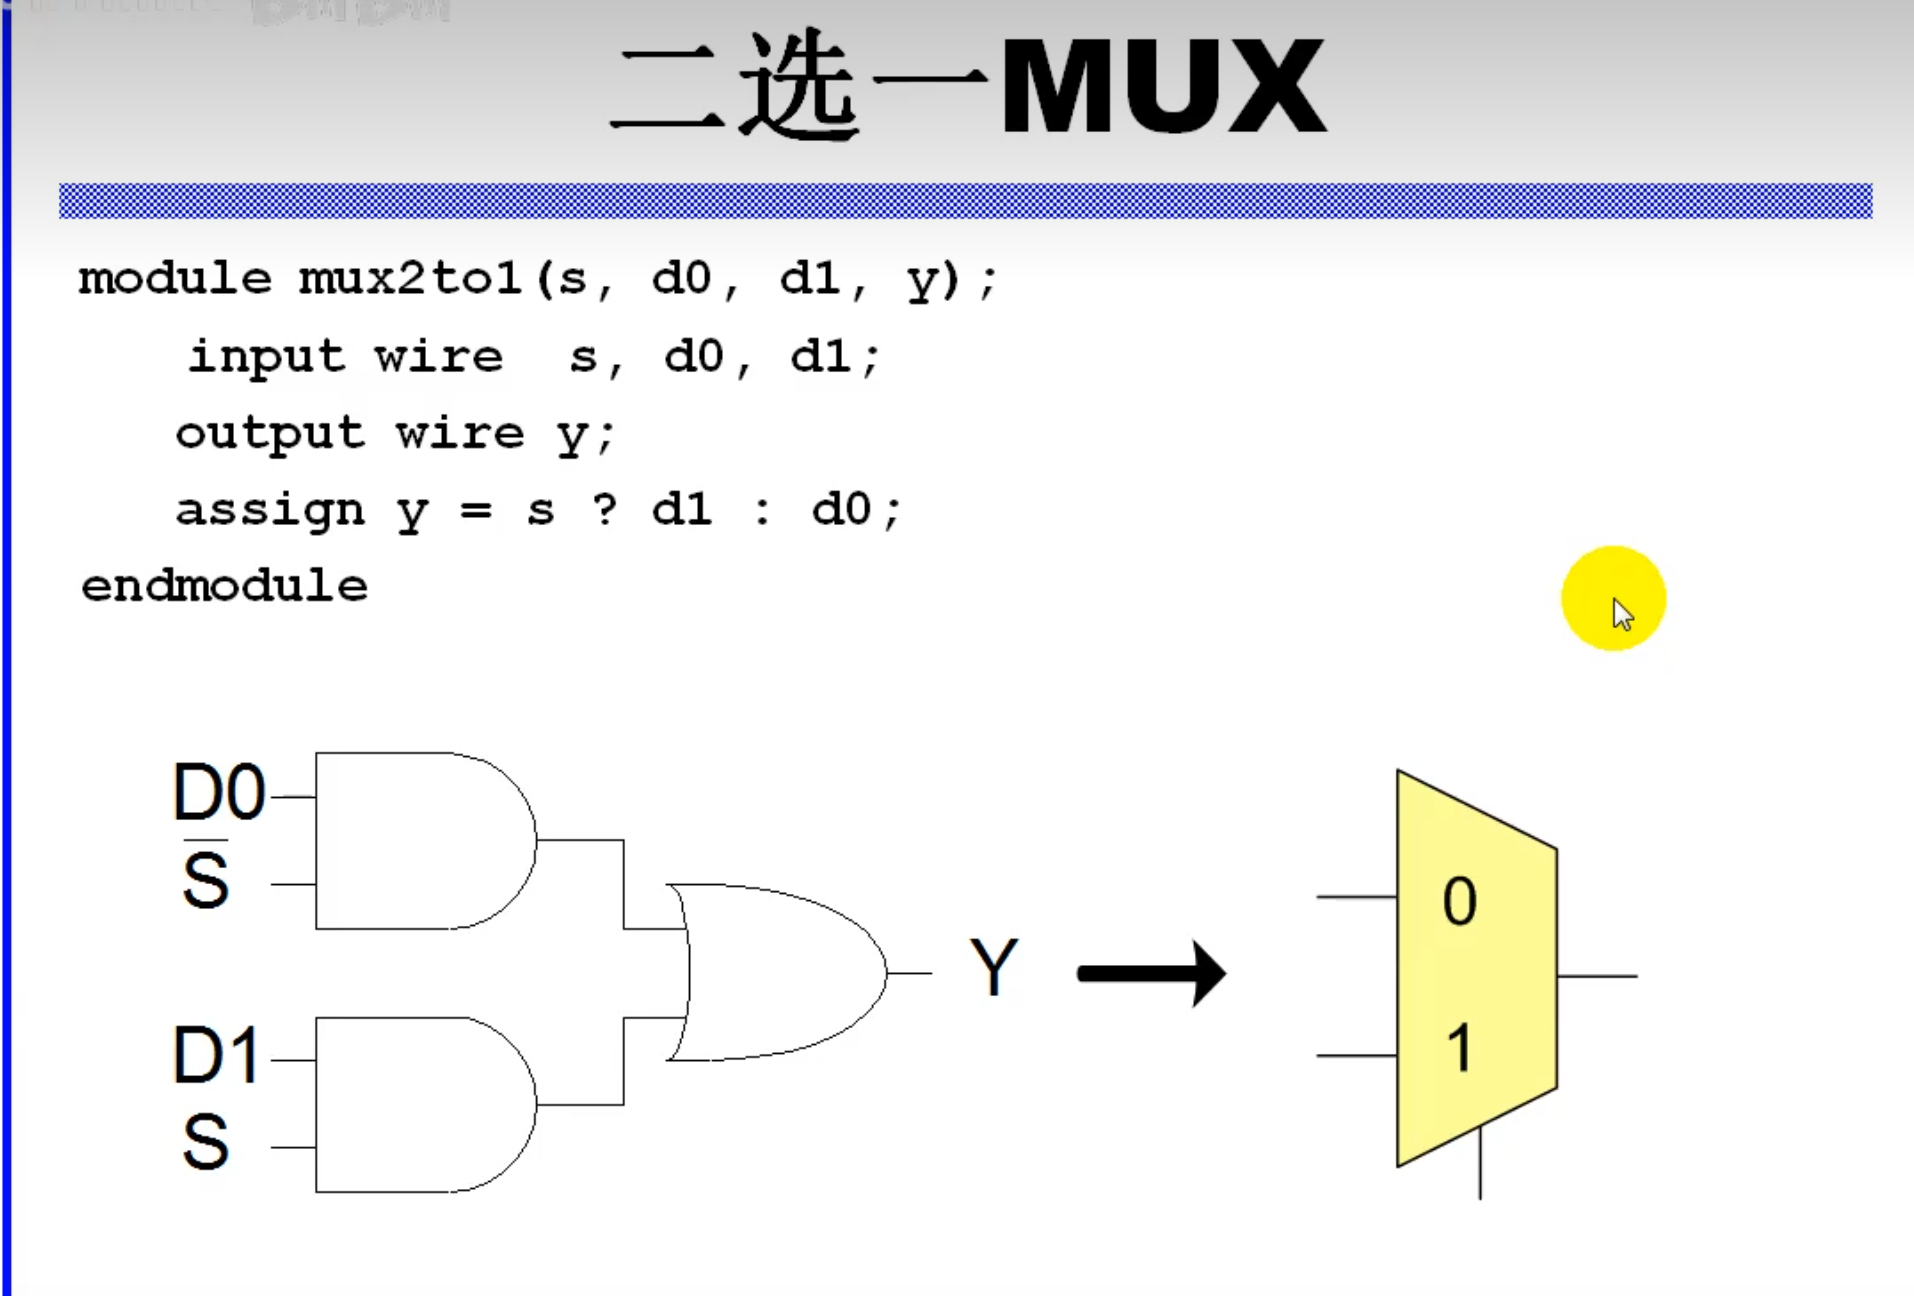 二选一MUX
module mux2to1(s, d0, d1, y);
input wire s, d0, d1;
output wire y;
assign y = s ? d1 : d0;
endmodule
D0
S̅
D1
S
Y
0
1